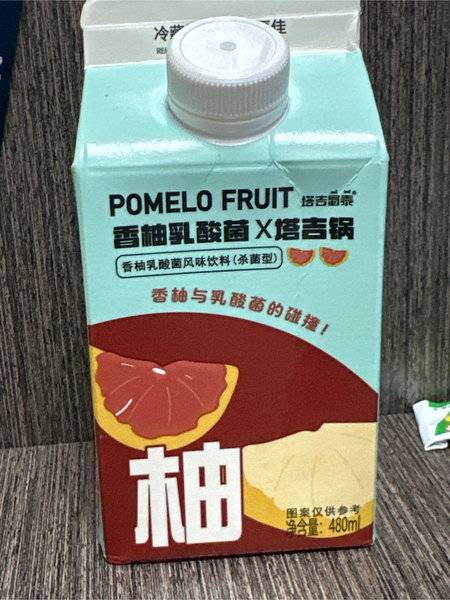 冷藏
佳
POMELO FRUIT 塔吉
香柚乳酸菌X塔吉锅
香柚乳酸菌风味饮料(杀菌型)
香柚与乳酸菌的碰撞!
柚
图案仅供参考
净含量: 480ml